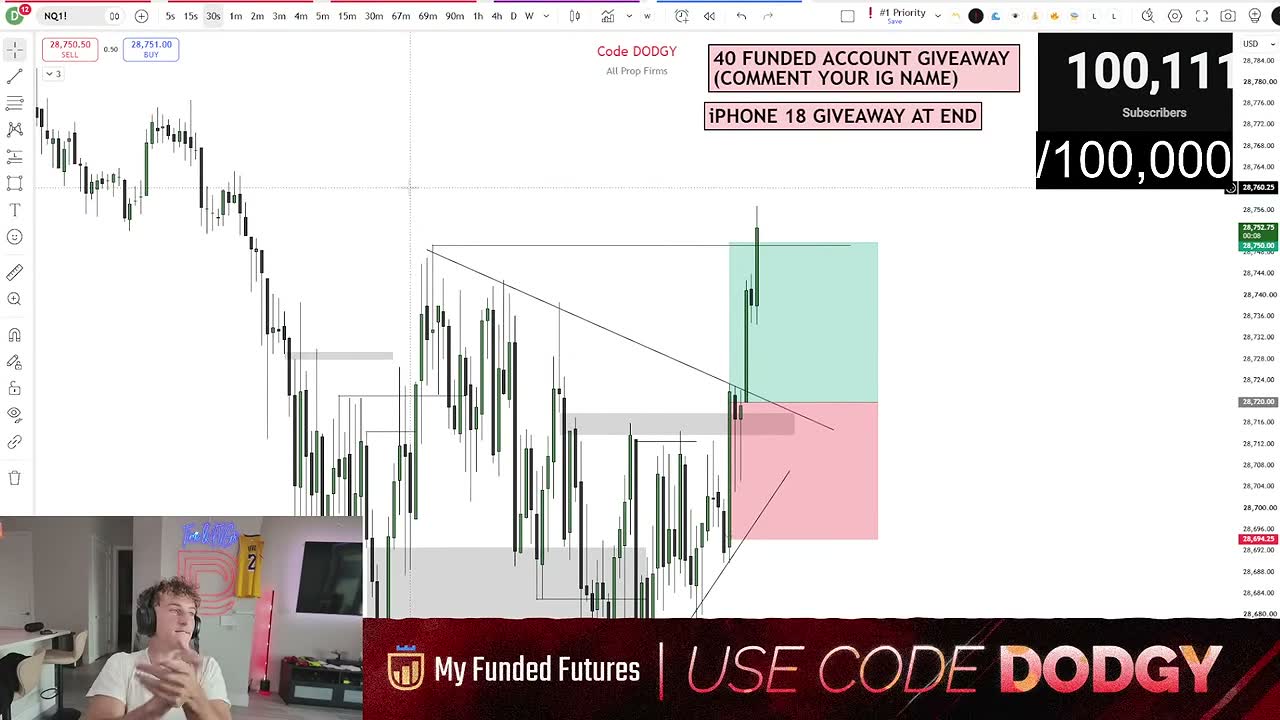 D 12 NQ1! 5s 15s 30s 1m 2m 3m 4m 5m 15m 30m 67m 69m 90m 1h 4h D W w #1 Priority
Save
L L
28,750.50 SELL
0.50
28,751.00 BUY
3
Code DODGY
All Prop Firms
40 FUNDED ACCOUNT GIVEAWAY
(COMMENT YOUR IG NAME)
iPHONE 18 GIVEAWAY AT END
100,111
Subscribers
/100,000
USD
28,784.00
28,780.00
28,776.00
28,772.00
28,768.00
28,764.00
28,760.25
28,756.00
28,752.75
00:08
28,750.00
28,744.00
28,740.00
28,736.00
28,732.00
28,728.00
28,724.00
28,720.00
28,716.00
28,712.00
28,708.00
28,704.00
28,700.00
28,696.00
28,694.25
28,692.00
28,688.00
28,684.00
28,680.00
My Funded Futures
USE CODE DODGY